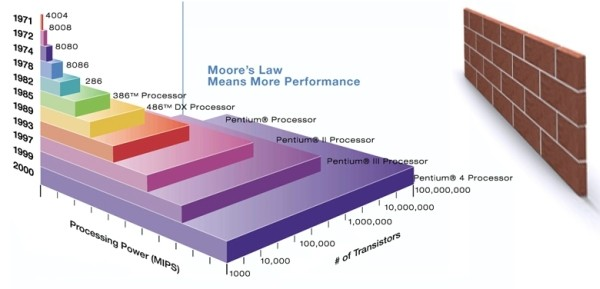 1971
1972
1974
1978
1982
1985
1989
1993
1997
1999
2000
4004
8008
8080
8086
286
386™ Processor
486™ DX Processor
Pentium® Processor
Pentium® II Processor
Pentium® III Processor
Pentium® 4 Processor
Moore's Law
Means More Performance
Processing Power (MIPS)
# of Transistors
1000
10,000
100,000
1,000,000
10,000,000
100,000,000